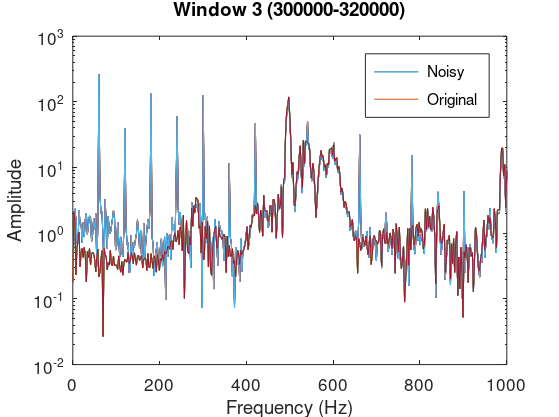 Window 3 (300000-320000)
10^3
10^2
10^1
10^0
10^-1
10^-2
Amplitude
Noisy
Original
0 200 400 600 800 1000
Frequency (Hz)